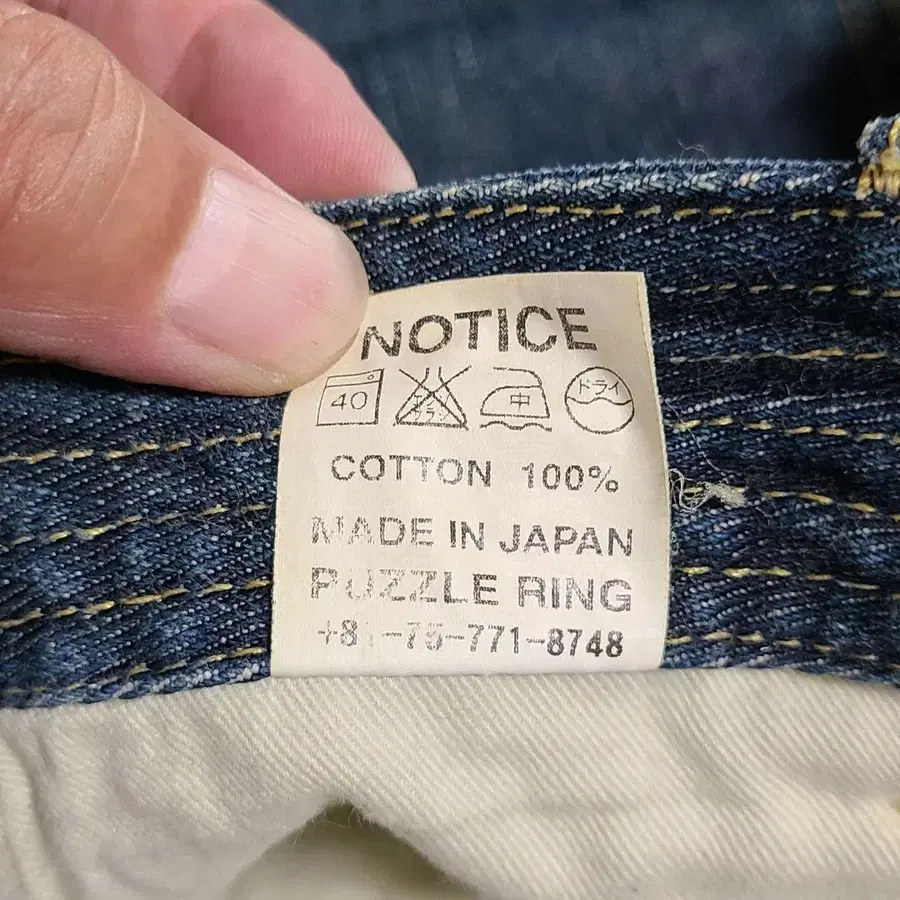 NOTICE
40 中 ドライ
COTTON 100%
MADE IN JAPAN
PUZZLE RING
+81-75-771-8748